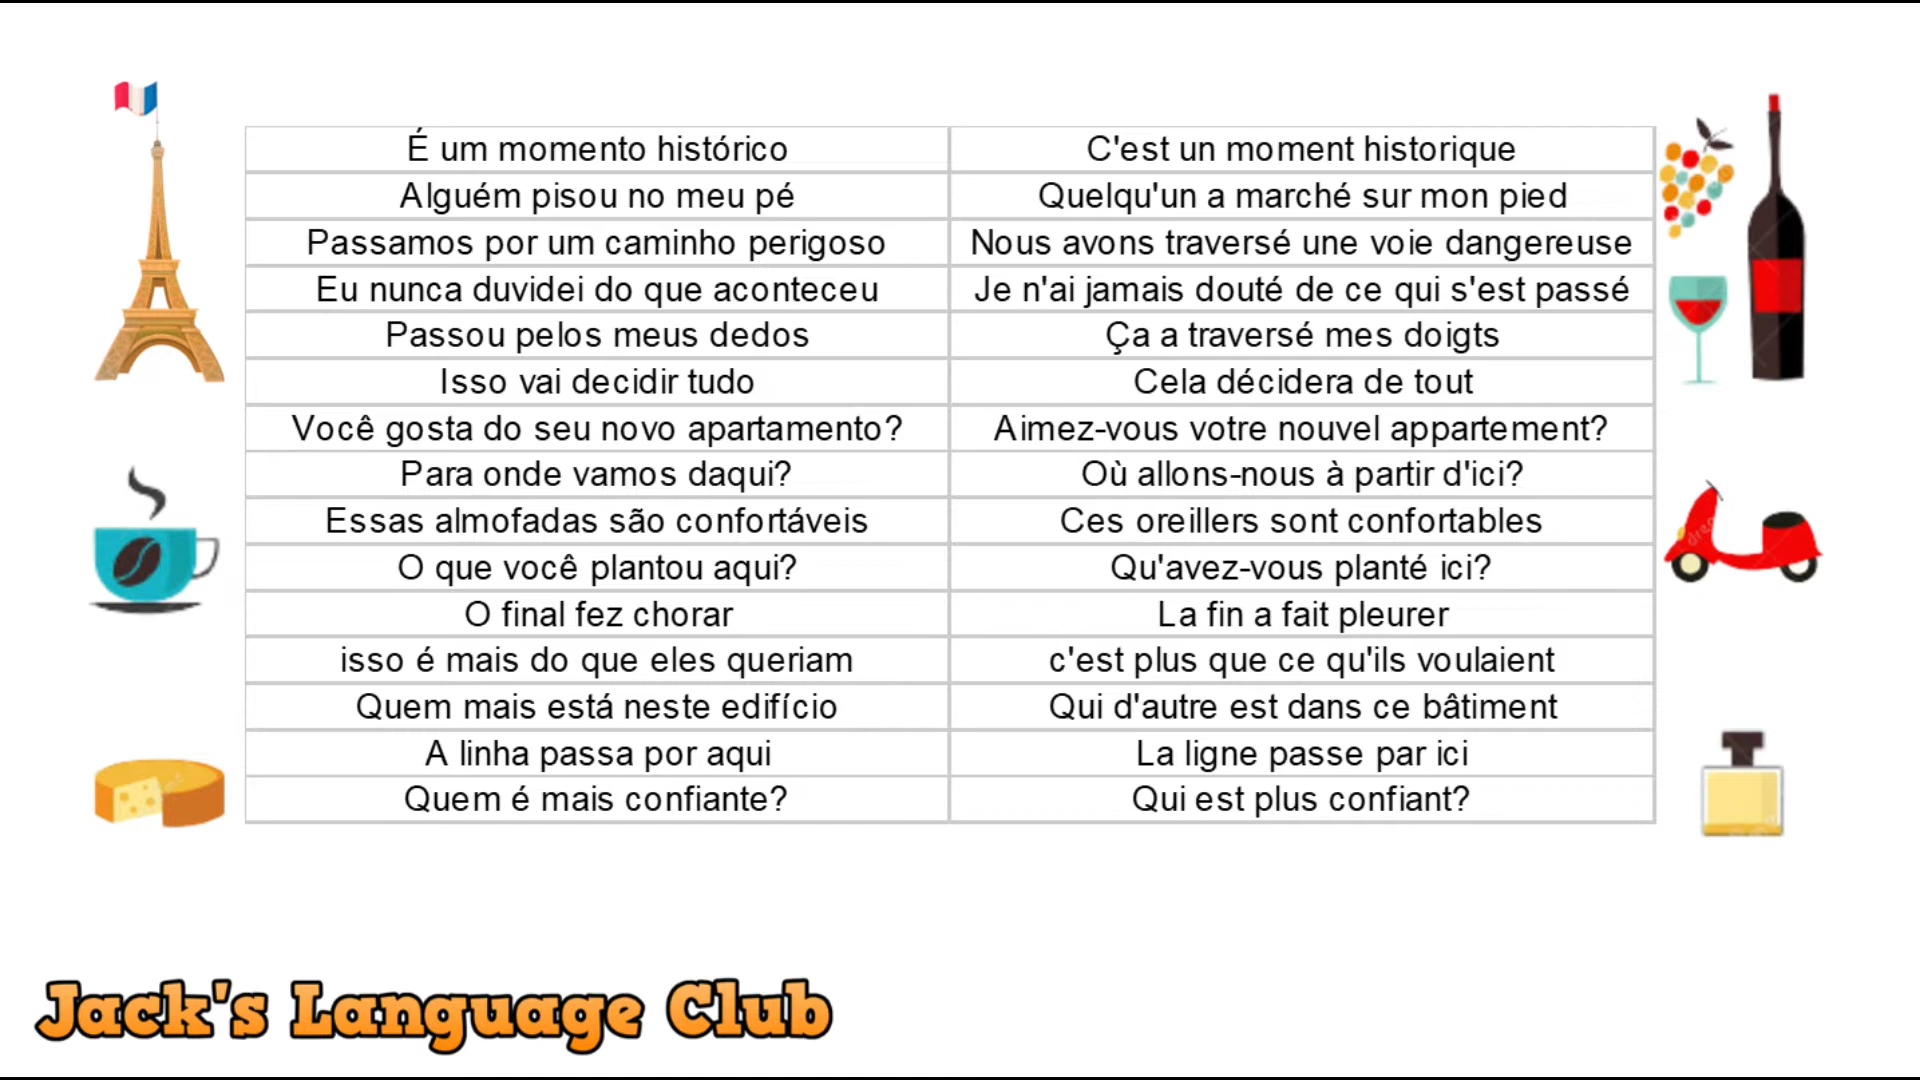 É um momento histórico C'est un moment historique
Alguém pisou no meu pé Quelqu'un a marché sur mon pied
Passamos por um caminho perigoso Nous avons traversé une voie dangereuse
Eu nunca duvidei do que aconteceu Je n'ai jamais douté de ce qui s'est passé
Passou pelos meus dedos Ça a traversé mes doigts
Isso vai decidir tudo Cela décidera de tout
Você gosta do seu novo apartamento? Aimez-vous votre nouvel appartement?
Para onde vamos daqui? Où allons-nous à partir d'ici?
Essas almofadas são confortáveis Ces oreillers sont confortables
O que você plantou aqui? Qu'avez-vous planté ici?
O final fez chorar La fin a fait pleurer
isso é mais do que eles queriam c'est plus que ce qu'ils voulaient
Quem mais está neste edifício Qui d'autre est dans ce bâtiment
A linha passa por aqui La ligne passe par ici
Quem é mais confiante? Qui est plus confiant?
Jack's Language Club